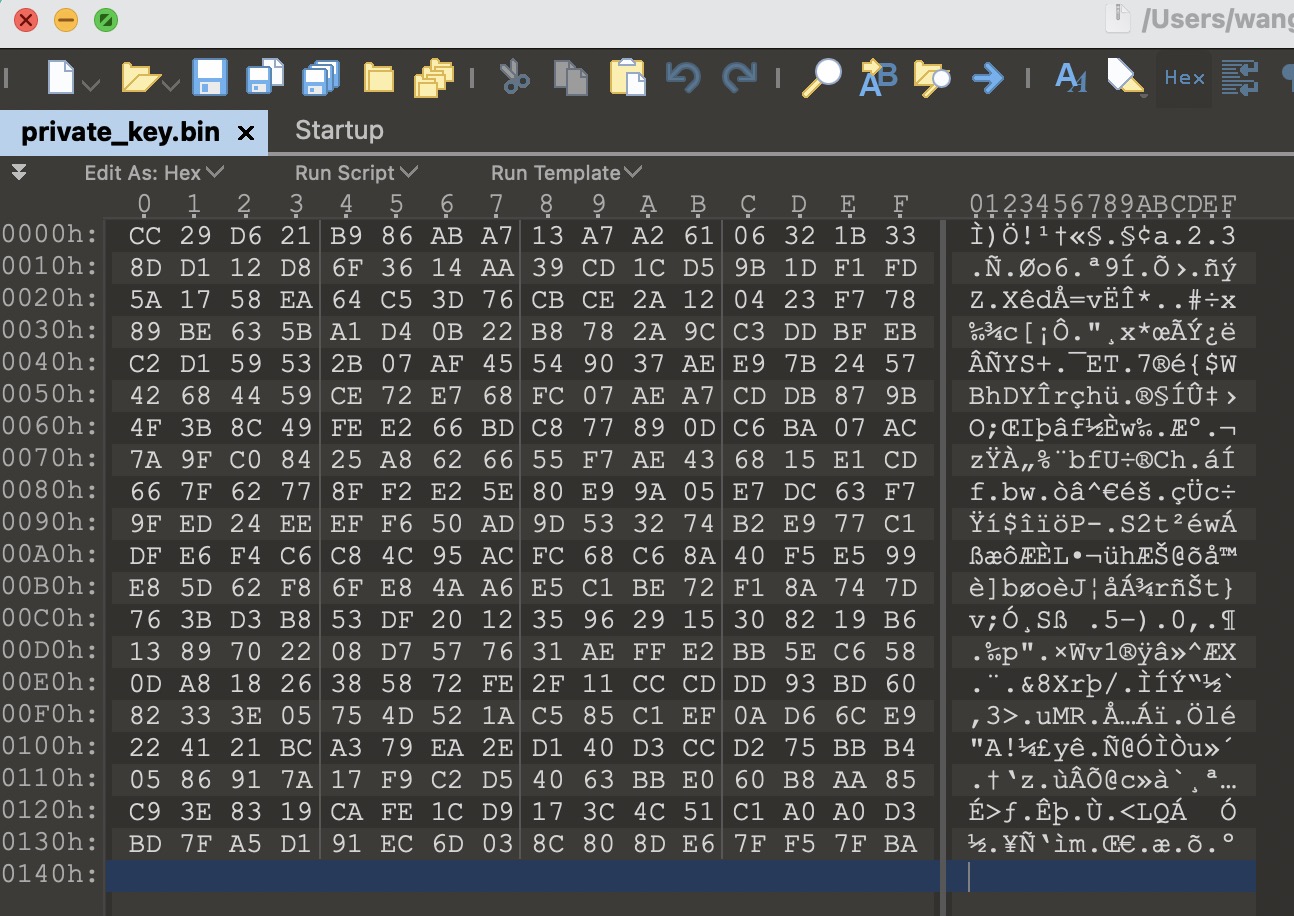 /Users/wang
Hex
private_key.bin × Startup
Edit As: Hex Run Script Run Template
0 1 2 3 4 5 6 7 8 9 A B C D E F 0123456789ABCDEF
0000h: CC 29 D6 21 B9 86 AB A7 13 A7 A2 61 06 32 1B 33 Ì)Ö!¹†«§.§¢a.2.3
0010h: 8D D1 12 D8 6F 36 14 AA 39 CD 1C D5 9B 1D F1 FD .Ñ.Øo6.ª9Í.Õ›.ñý
0020h: 5A 17 58 EA 64 C5 3D 76 CB CE 2A 12 04 23 F7 78 Z.XêdÅ=vËÎ*..#÷x
0030h: 89 BE 63 5B A1 D4 0B 22 B8 78 2A 9C C3 DD BF EB ‰¾c[¡Ô."¸x*œÃÝ¿ë
0040h: C2 D1 59 53 2B 07 AF 45 54 90 37 AE E9 7B 24 57 ÂÑYS+.¯ET.7®é{$W
0050h: 42 68 44 59 CE 72 E7 68 FC 07 AE A7 CD DB 87 9B BhDYÎrçhü.®§ÍÛ‡›
0060h: 4F 3B 8C 49 FE E2 66 BD C8 77 89 0D C6 BA 07 AC O;ŒIþâf½Èw‰.ƺ.¬
0070h: 7A 9F C0 84 25 A8 62 66 55 F7 AE 43 68 15 E1 CD zŸÀ„%¨bfU÷®Ch.áÍ
0080h: 66 7F 62 77 8F F2 E2 5E 80 E9 9A 05 E7 DC 63 F7 f.bw.òâ^€éš.çÜc÷
0090h: 9F ED 24 EE EF F6 50 AD 9D 53 32 74 B2 E9 77 C1 Ÿí$îïöP-.S2t²éwÁ
00A0h: DF E6 F4 C6 C8 4C 95 AC FC 68 C6 8A 40 F5 E5 99 ßæôÆÈL•¬ühÆŠ@õå™
00B0h: E8 5D 62 F8 6F E8 4A A6 E5 C1 BE 72 F1 8A 74 7D è]bøoèJ¦åÁ¾rñŠt}
00C0h: 76 3B D3 B8 53 DF 20 12 35 96 29 15 30 82 19 B6 v;Ó¸Sß .5–).0‚.¶
00D0h: 13 89 70 22 08 D7 57 76 31 AE FF E2 BB 5E C6 58 .‰p".×Wv1®ÿâ»^ÆX
00E0h: 0D A8 18 26 38 58 72 FE 2F 11 CC CD DD 93 BD 60 .¨.&8Xrþ/.ÌÍÝ“½`
00F0h: 82 33 3E 05 75 4D 52 1A C5 85 C1 EF 0A D6 6C E9 ‚3>.uMR.Å…Áï.Ölé
0100h: 22 41 21 BC A3 79 EA 2E D1 40 D3 CC D2 75 BB B4 "A!¼£yê.Ñ@ÓÌÒu»´
0110h: 05 86 91 7A 17 F9 C2 D5 40 63 BB E0 60 B8 AA 85 .†‘z.ùÂÕ@c»à`¸ª…
0120h: C9 3E 83 19 CA FE 1C D9 17 3C 4C 51 C1 A0 A0 D3 É>ƒ.Êþ.Ù.<LQÁ  Ó
0130h: BD 7F A5 D1 91 EC 6D 03 8C 80 8D E6 7F F5 7F BA ½.¥Ñ‘ìm.Œ€.æ.õ.º
0140h: